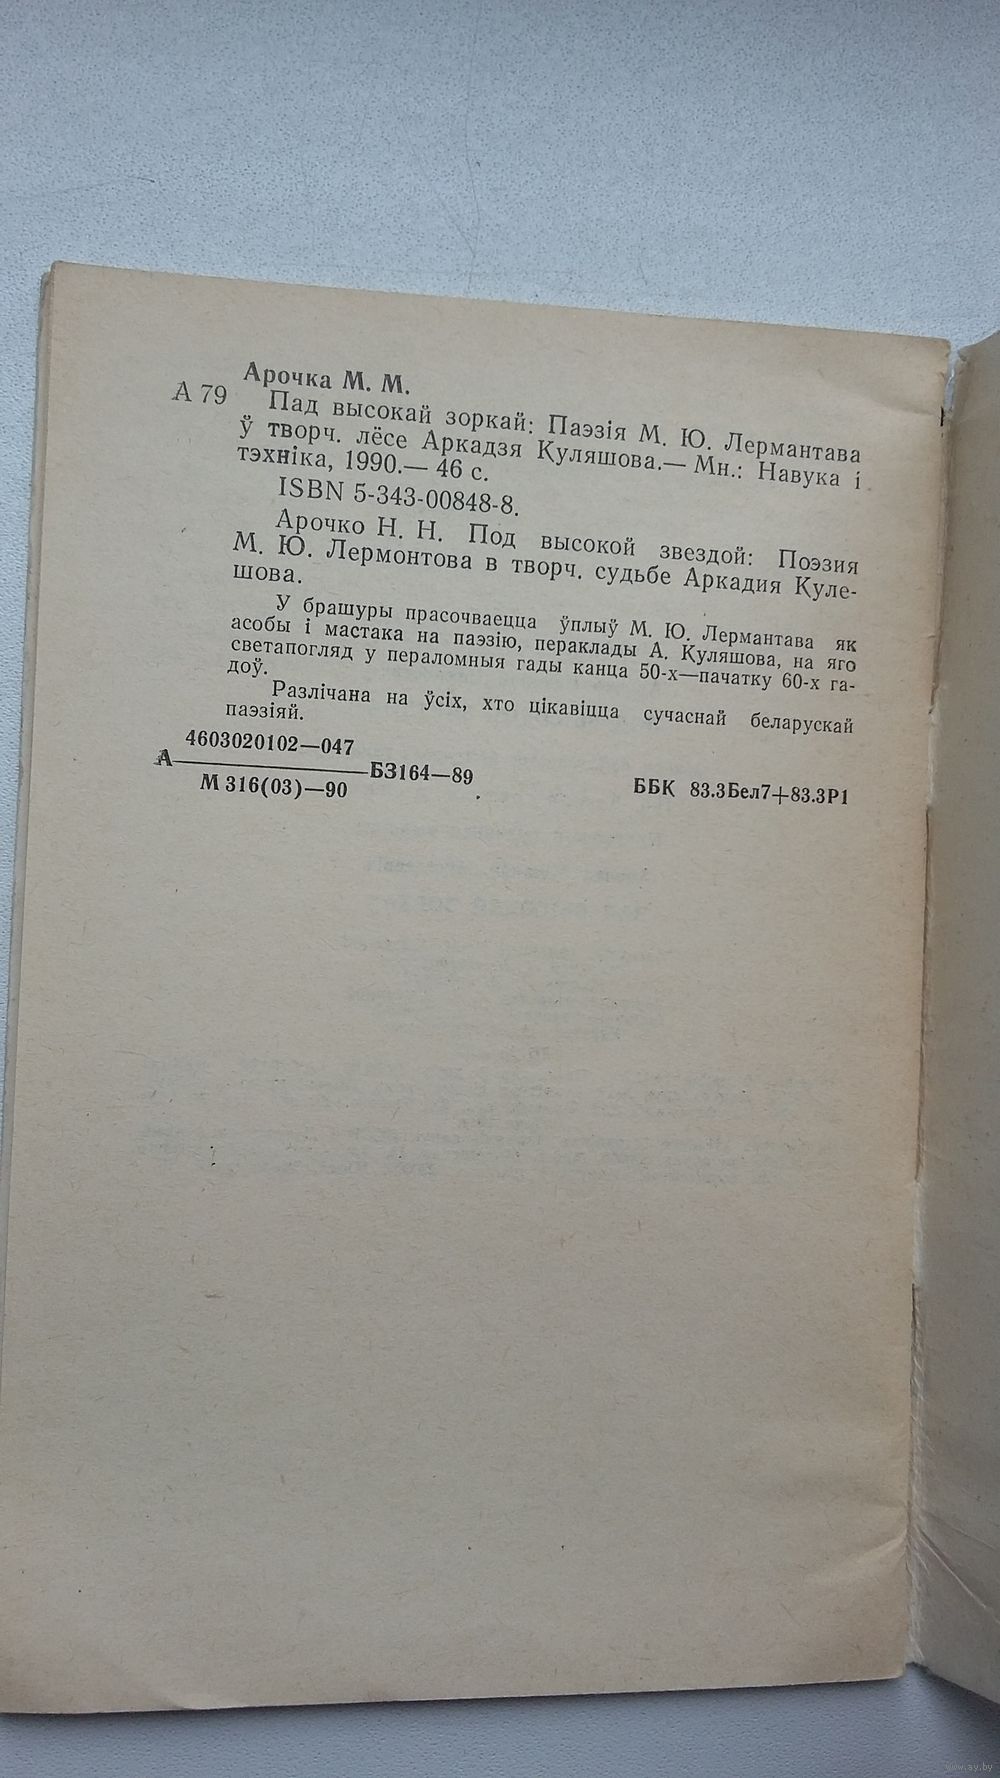 Арочка М. М.
А 79
Пад высокай зоркай: Паэзія М. Ю. Лермантава
ў творч. лёсе Аркадзя Куляшова.— Мн.: Навука і
тэхніка, 1990.— 46 с.
ISBN 5-343-00848-8.
Арочко Н. Н. Под высокой звездой: Поэзия
М. Ю. Лермонтова в творч. судьбе Аркадия Куле-
шова.
У брашуры прасочваецца ўплыў М. Ю. Лермантава як
асобы і мастака на паэзію, пераклады А. Куляшова, на яго
светапогляд у пераломныя гады канца 50-х—пачатку 60-х га-
доў.
Разлічана на ўсіх, хто цікавіцца сучаснай беларускай
паэзіяй.
4603020102—047
А БЗ164—89
М 316(03)—90
ББК 83.3Бел7+83.3Р1
www.ay.by